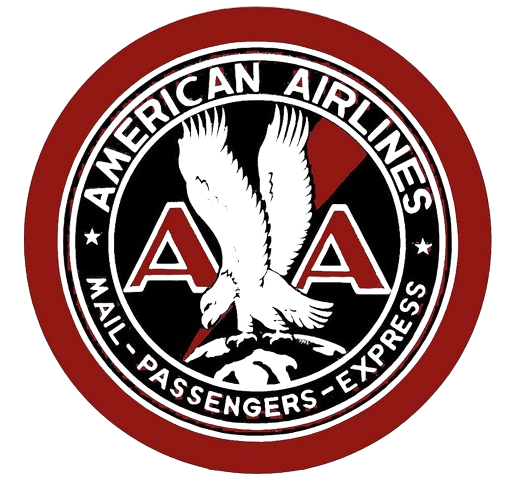 AMERICAN AIRLINES
A A
MAIL - PASSENGERS - EXPRESS